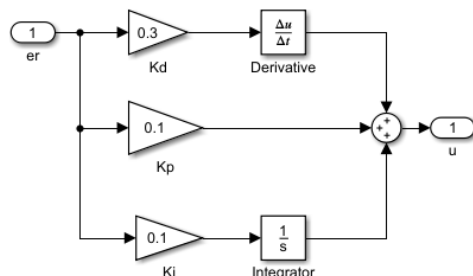 1
er
0.3
Kd
Δu
Δt
Derivative
0.1
Kp
+
+
+
1
u
0.1
Ki
1
s
Integrator